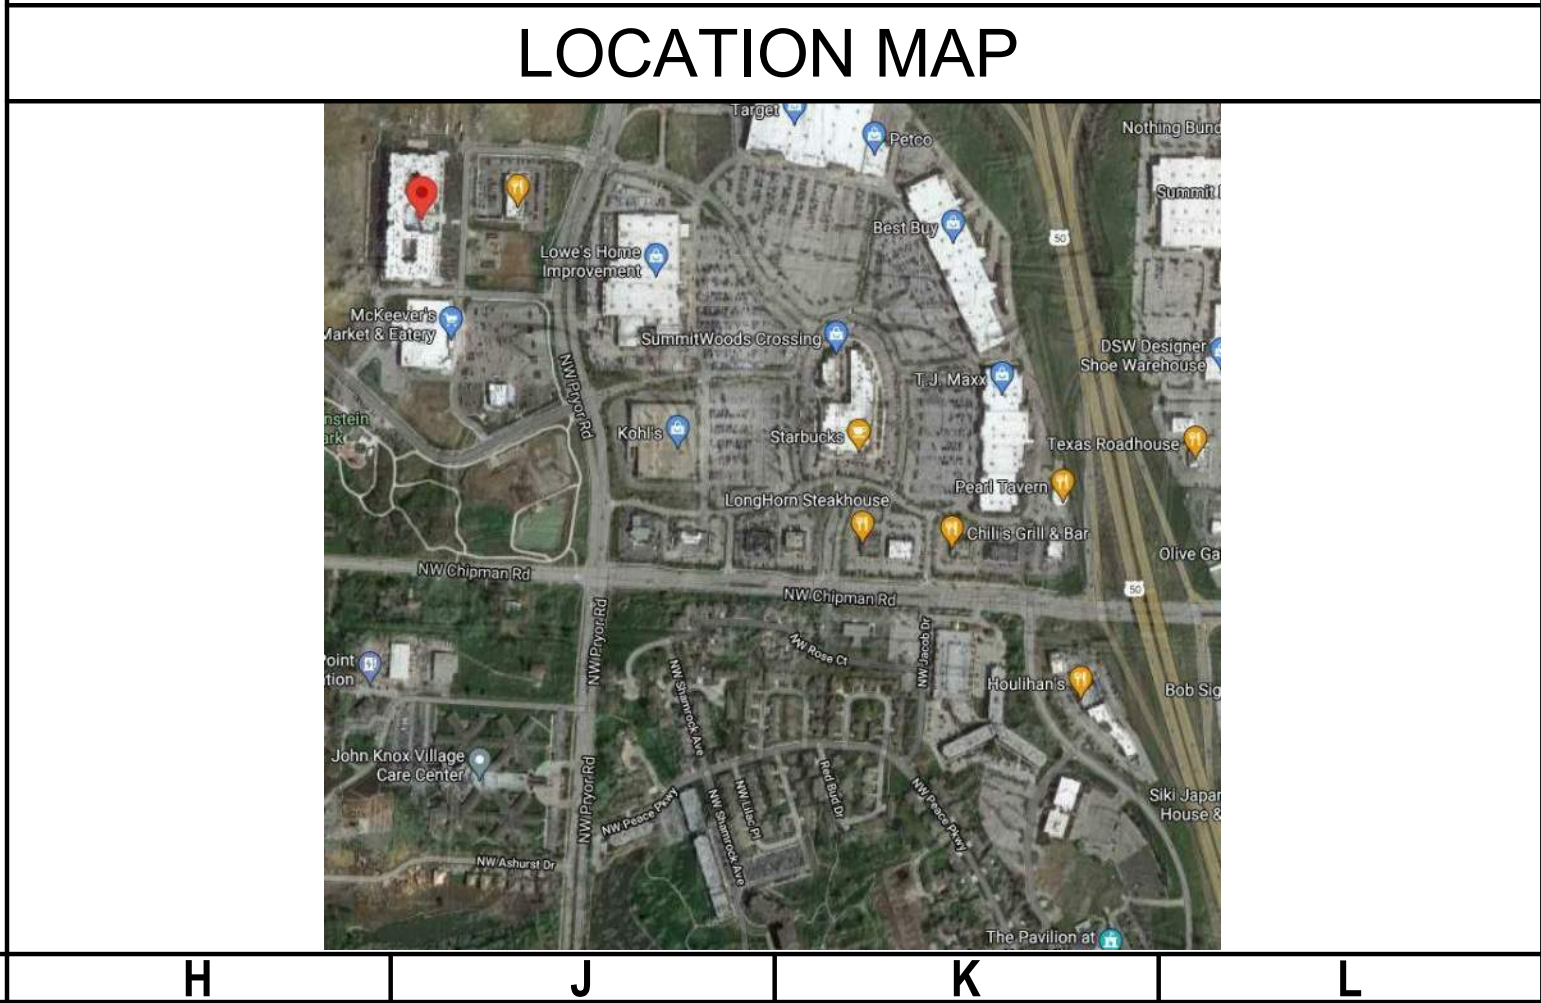 LOCATION MAP
Target
Petco
Nothing Bund
Summit
Best Buy
50
Lowe's Home
Improvement
McKeever's
Market & Eatery
SummitWoods Crossing
DSW Designer
Shoe Warehouse
T.J. Maxx
NW Pryor Rd
nstein
ark
Kohl's
Starbucks
Texas Roadhouse
Pearl Tavern
LongHorn Steakhouse
Chili's Grill & Bar
Olive Ga
NW Chipman Rd
NW Chipman Rd
50
NW Pryor Rd
NW Rose Ct
NW Jacob Dr
oint
tion
NW Shamrock Ave
Houlihan's
Bob Sig
John Knox Village
Care Center
NW Pryor Rd
NW Peace Pkwy
NW Lilac Pl
NW Shamrock Ave
Red Bud Dr
NW Peace Pkwy
Siki Japan
House &
NW Ashurst Dr
The Pavilion at
H
J
K
L